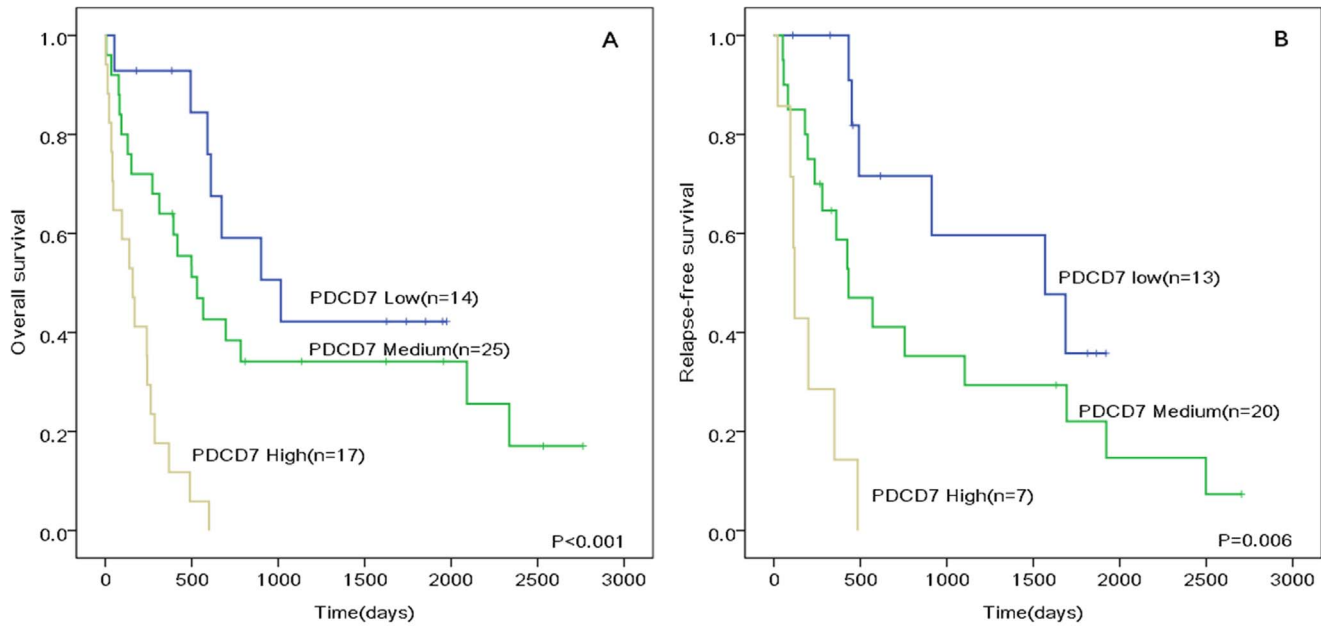 A
1.0
0.8
0.6
0.4
0.2
0.0
Overall survival
PDCD7 Low(n=14)
PDCD7 Medium(n=25)
PDCD7 High(n=17)
P<0.001
0 500 1000 1500 2000 2500 3000
Time(days)
B
1.0
0.8
0.6
0.4
0.2
0.0
Relapse-free survival
PDCD7 low(n=13)
PDCD7 Medium(n=20)
PDCD7 High(n=7)
P=0.006
0 500 1000 1500 2000 2500 3000
Time(days)